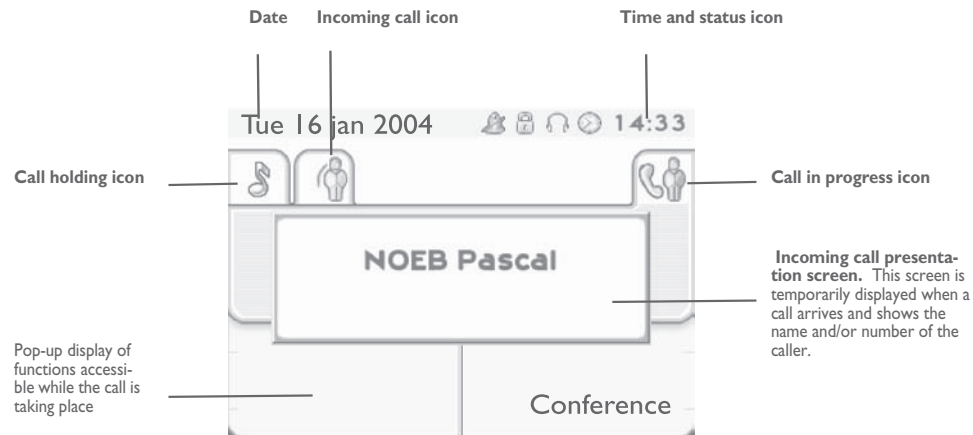 Date
Incoming call icon
Time and status icon
Tue 16 jan 2004
14:33
Call holding icon
Call in progress icon
NOEB Pascal
Incoming call presenta-
tion screen. This screen is
temporarily displayed when a
call arrives and shows the
name and/or number of the
caller.
Pop-up display of
functions accessi-
ble while the call is
taking place
Conference